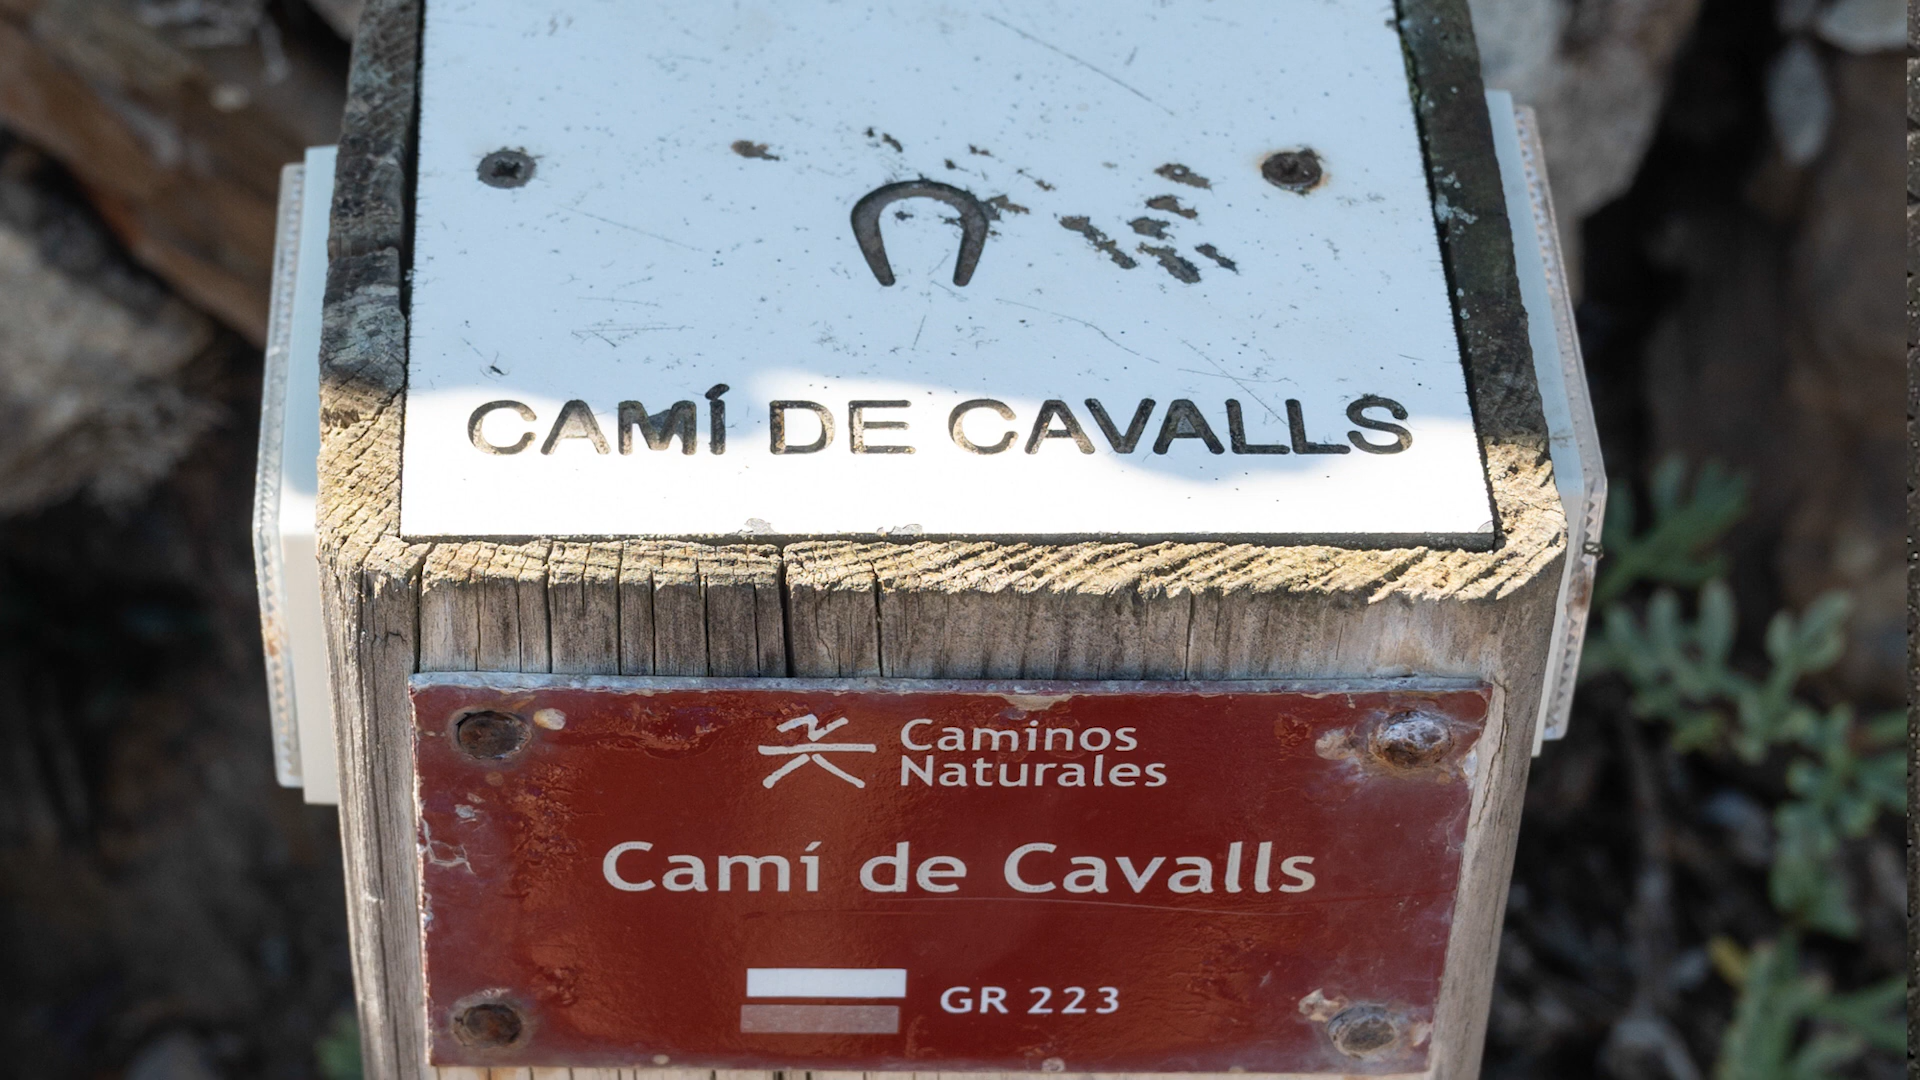 CAMÍ DE CAVALLS
Caminos
Naturales
Camí de Cavalls
GR 223